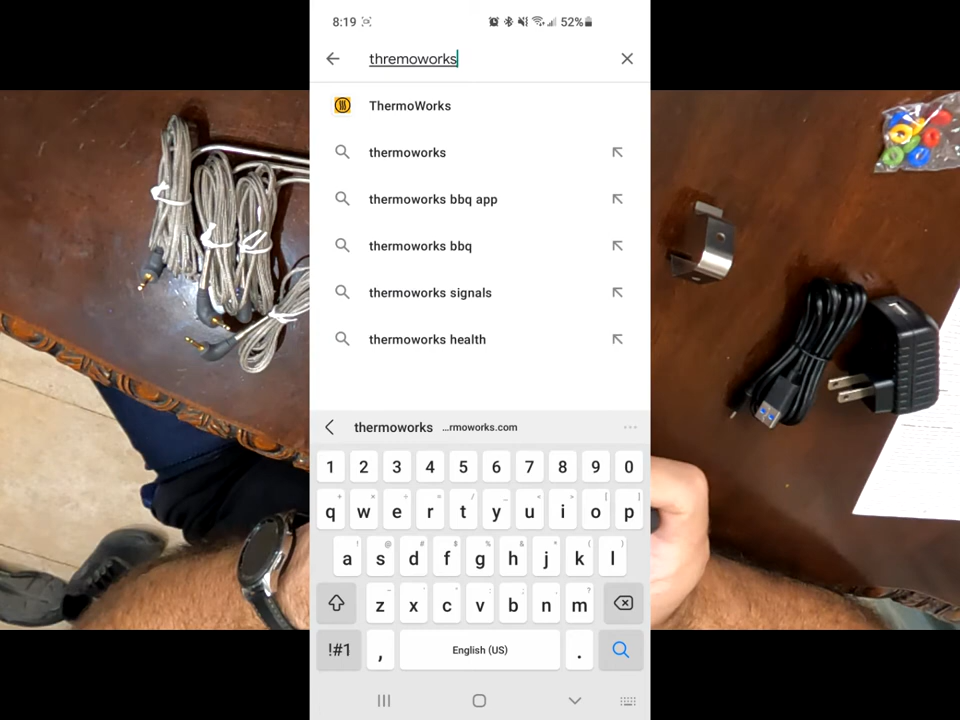 8:19 52%
thremoworks
ThermoWorks
thermoworks
thermoworks bbq app
thermoworks bbq
thermoworks signals
thermoworks health
thermoworks ...rmoworks.com
1 2 3 4 5 6 7 8 9 0
q w e r t y u i o p
a s d f g h j k l
z x c v b n m
!#1 , English (US) .